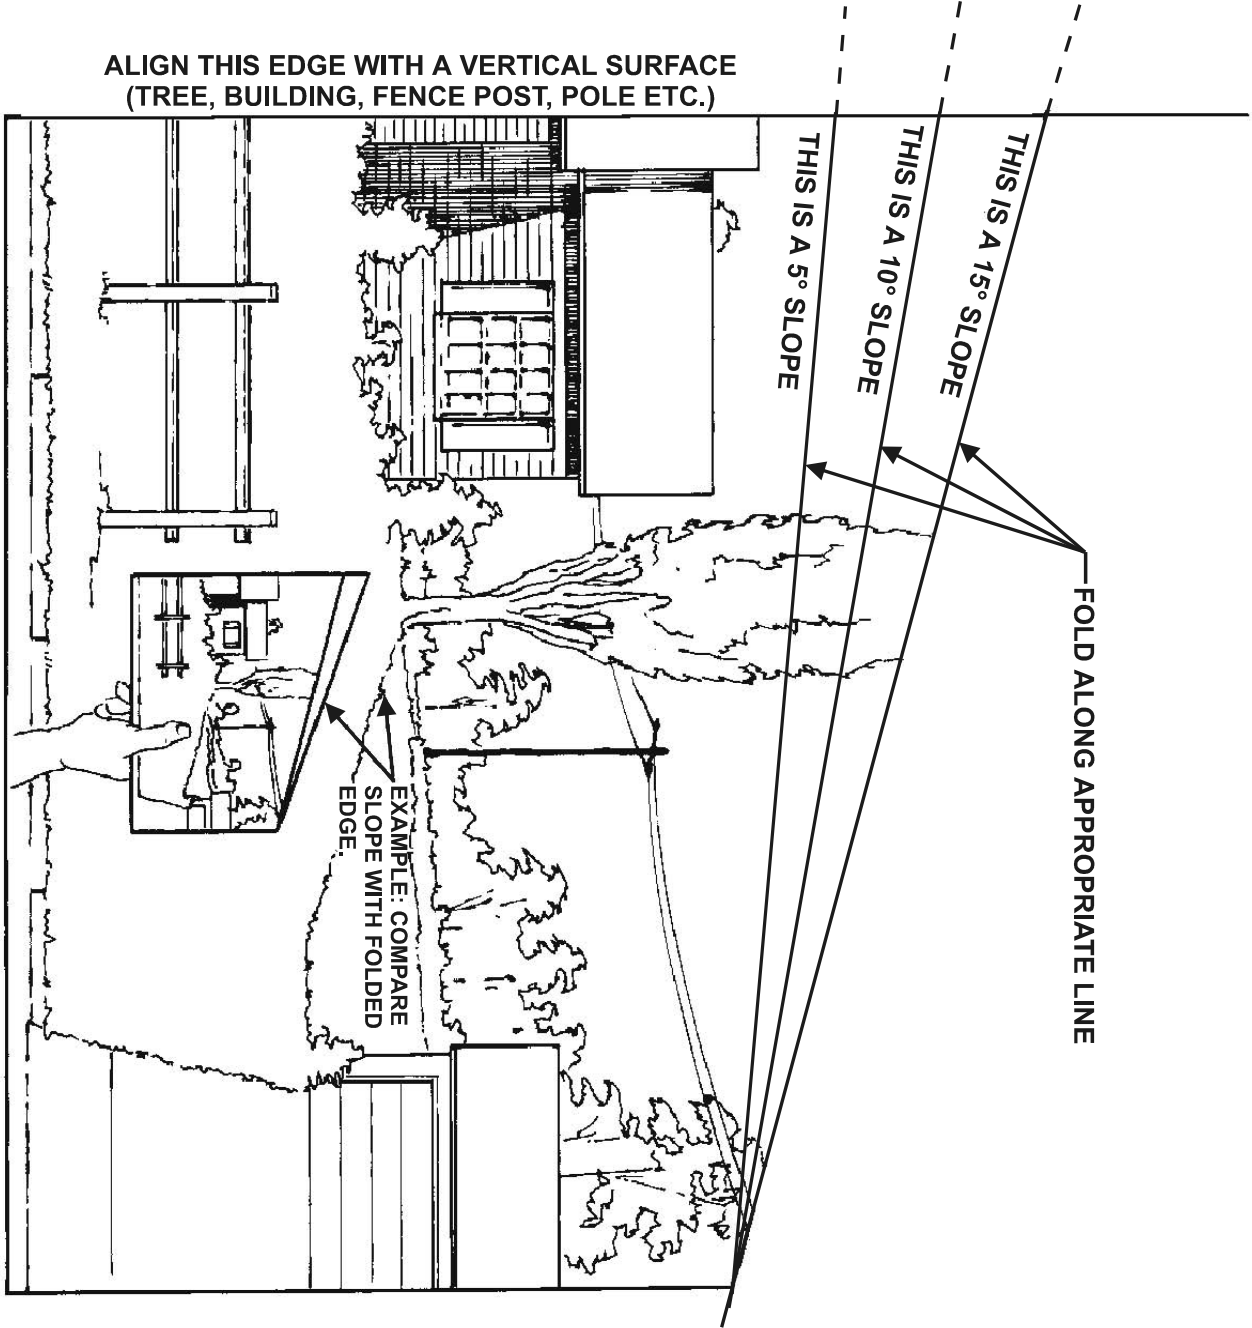 ALIGN THIS EDGE WITH A VERTICAL SURFACE
(TREE, BUILDING, FENCE POST, POLE ETC.)
THIS IS A 5° SLOPE
THIS IS A 10° SLOPE
THIS IS A 15° SLOPE
FOLD ALONG APPROPRIATE LINE
EXAMPLE: COMPARE
SLOPE WITH FOLDED
EDGE.